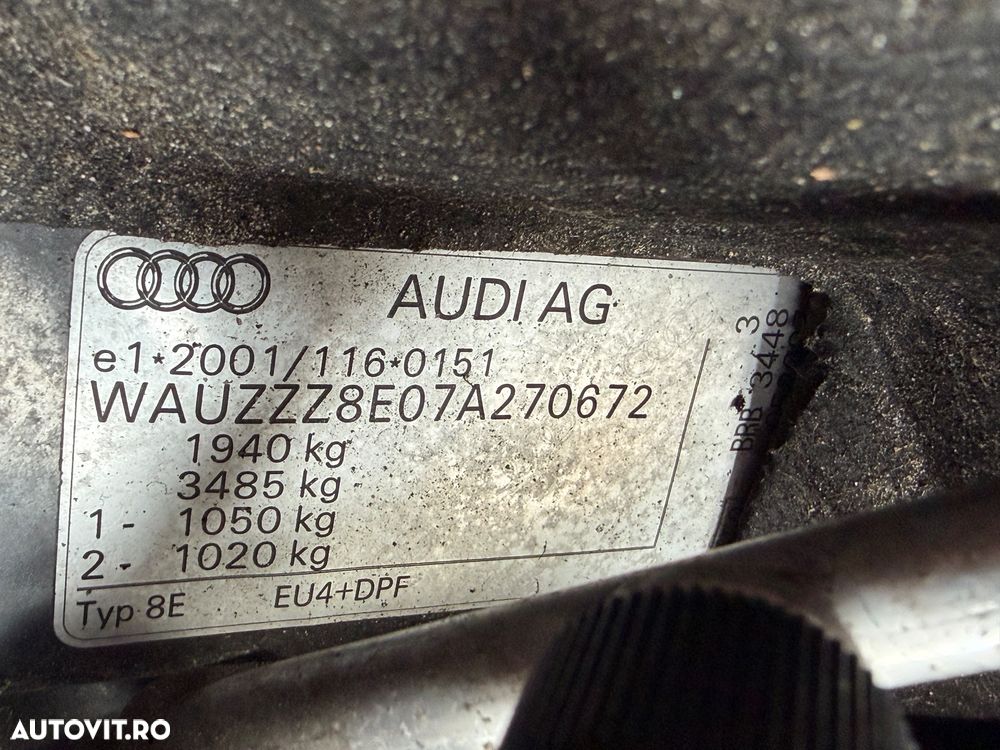 AUDI AG
e1*2001/116*0151
WAUZZZ8E07A270672
1940 kg
3485 kg
1- 1050 kg
2- 1020 kg
Typ 8E EU4+DPF
3
BRB 3448
AUTOVIT.RO